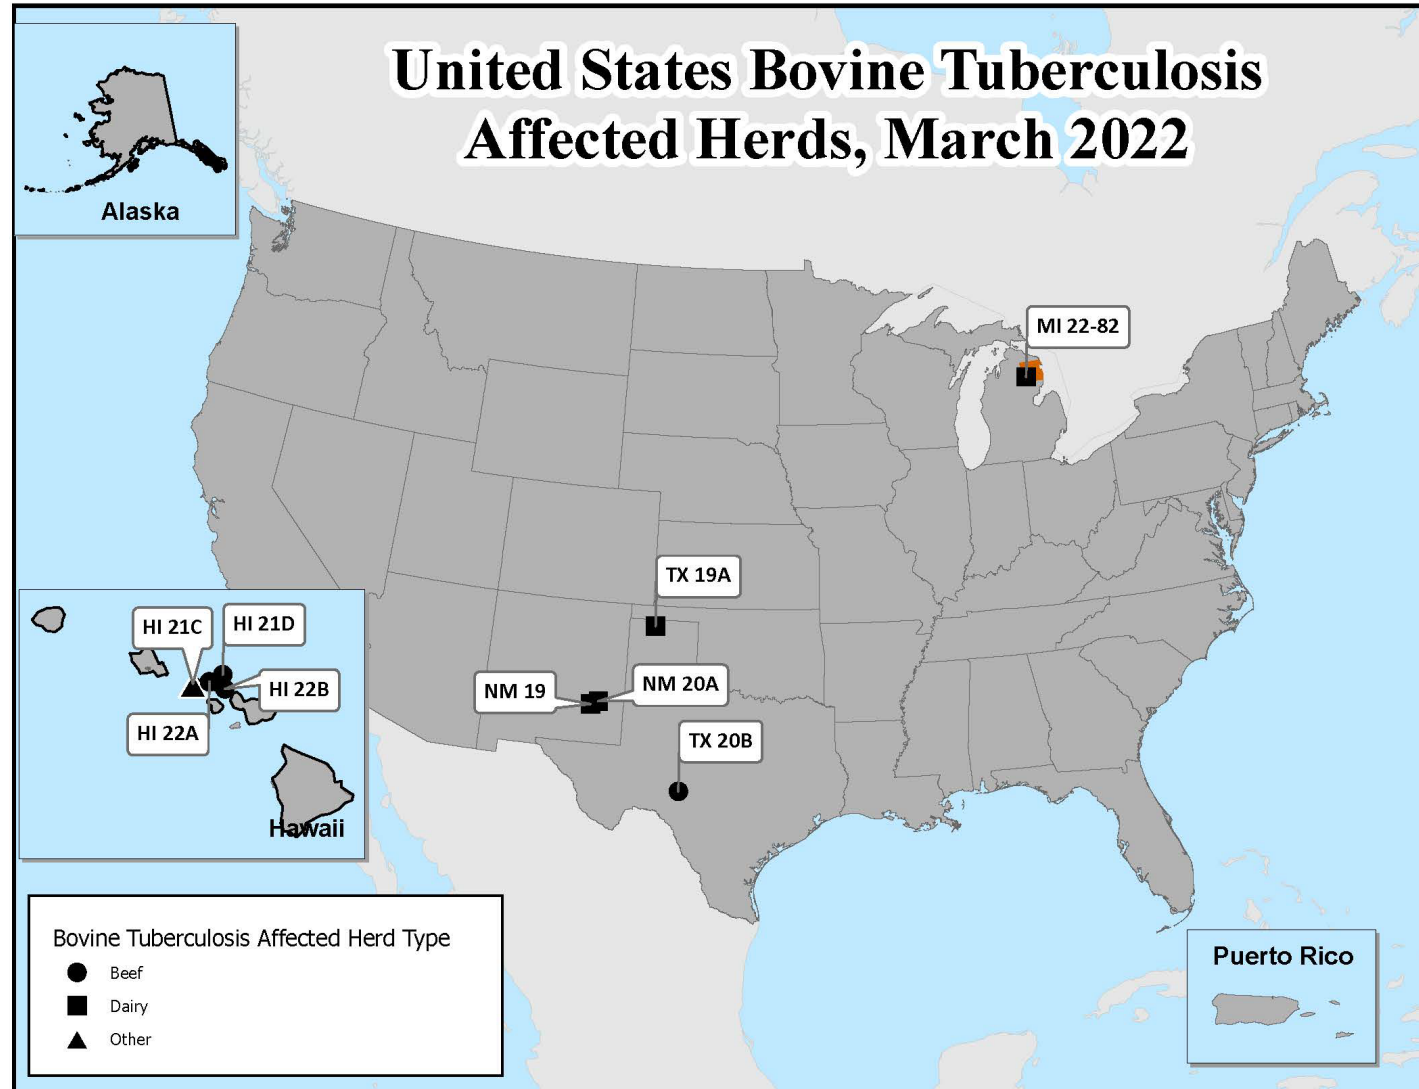 United States Bovine Tuberculosis
Affected Herds, March 2022
Alaska
MI 22-82
TX 19A
HI 21C
HI 21D
HI 22B
HI 22A
NM 19
NM 20A
TX 20B
Hawaii
Bovine Tuberculosis Affected Herd Type
Beef
Dairy
Other
Puerto Rico